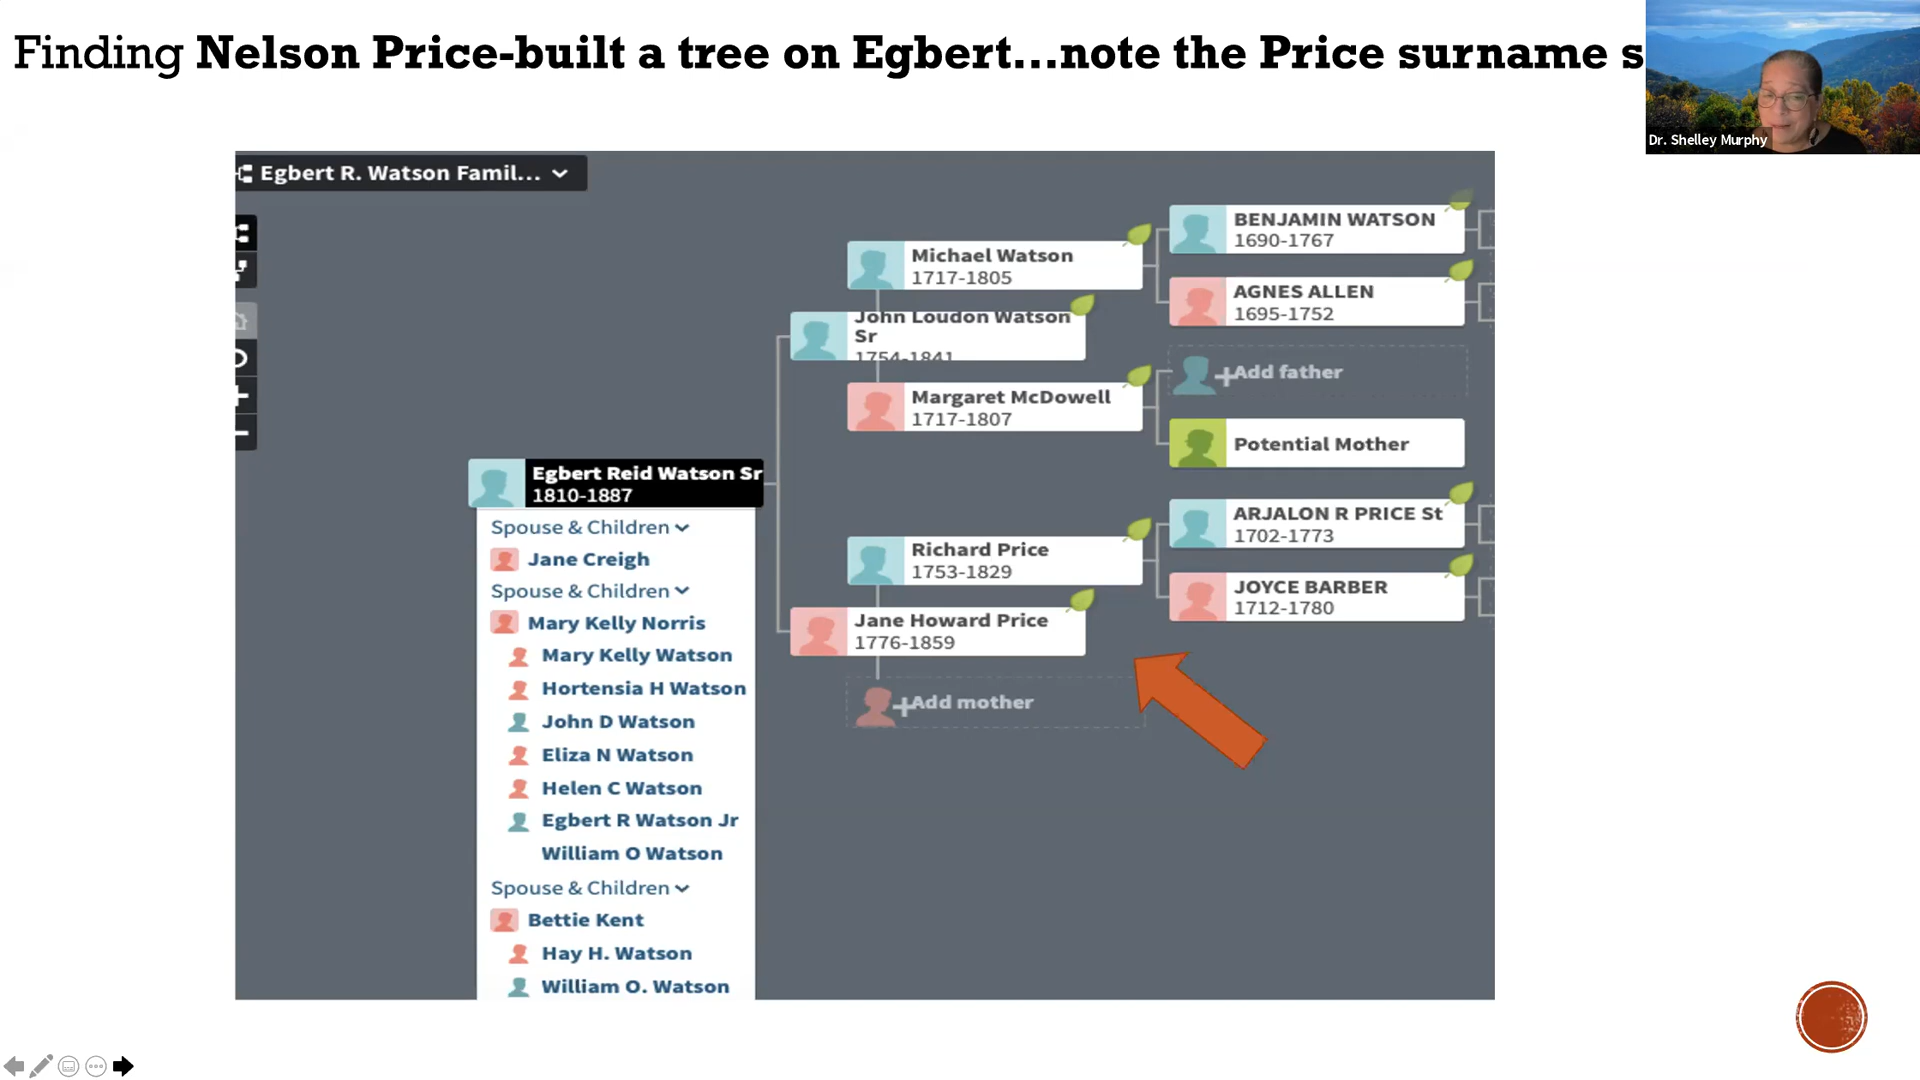 Finding Nelson Price-built a tree on Egbert...note the Price surname s
Dr. Shelley Murphy
Egbert R. Watson Famil...
BENJAMIN WATSON
1690-1767
Michael Watson
1717-1805
AGNES ALLEN
1695-1752
John Loudon Watson
Sr
1754-1841
Add father
Margaret McDowell
1717-1807
Potential Mother
Egbert Reid Watson Sr
1810-1887
ARJALON R PRICE St
1702-1773
Richard Price
1753-1829
JOYCE BARBER
1712-1780
Jane Howard Price
1776-1859
Add mother
Spouse & Children
Jane Creigh
Spouse & Children
Mary Kelly Norris
Mary Kelly Watson
Hortensia H Watson
John D Watson
Eliza N Watson
Helen C Watson
Egbert R Watson Jr
William O Watson
Spouse & Children
Bettie Kent
Hay H. Watson
William O. Watson